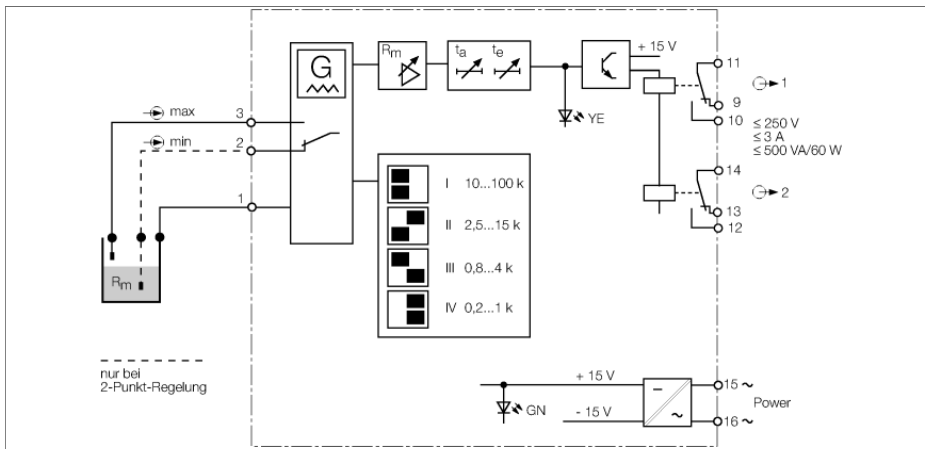 G
Rm
ta te
+ 15 V
YE
11
1
9
10
≤ 250 V
≤ 3 A
≤ 500 VA/60 W
14
2
13
12
max
3
min
2
1
Rm
I 10...100 k
II 2,5...15 k
III 0,8...4 k
IV 0,2...1 k
nur bei
2-Punkt-Regelung
+ 15 V
GN
- 15 V
–
~
15 ~
Power
16 ~